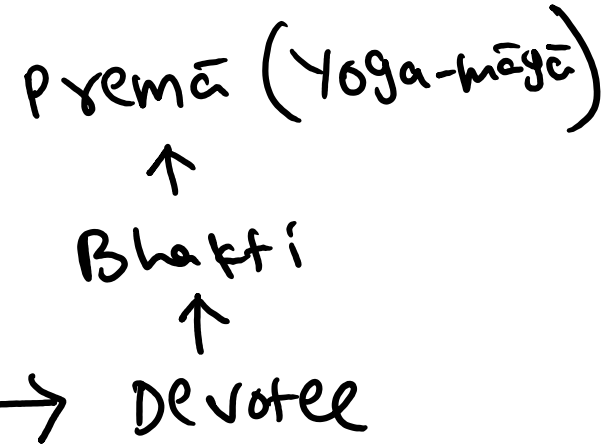 Premā (Yoga-māyā)
↑
Bhakti
↑
→ Devotee